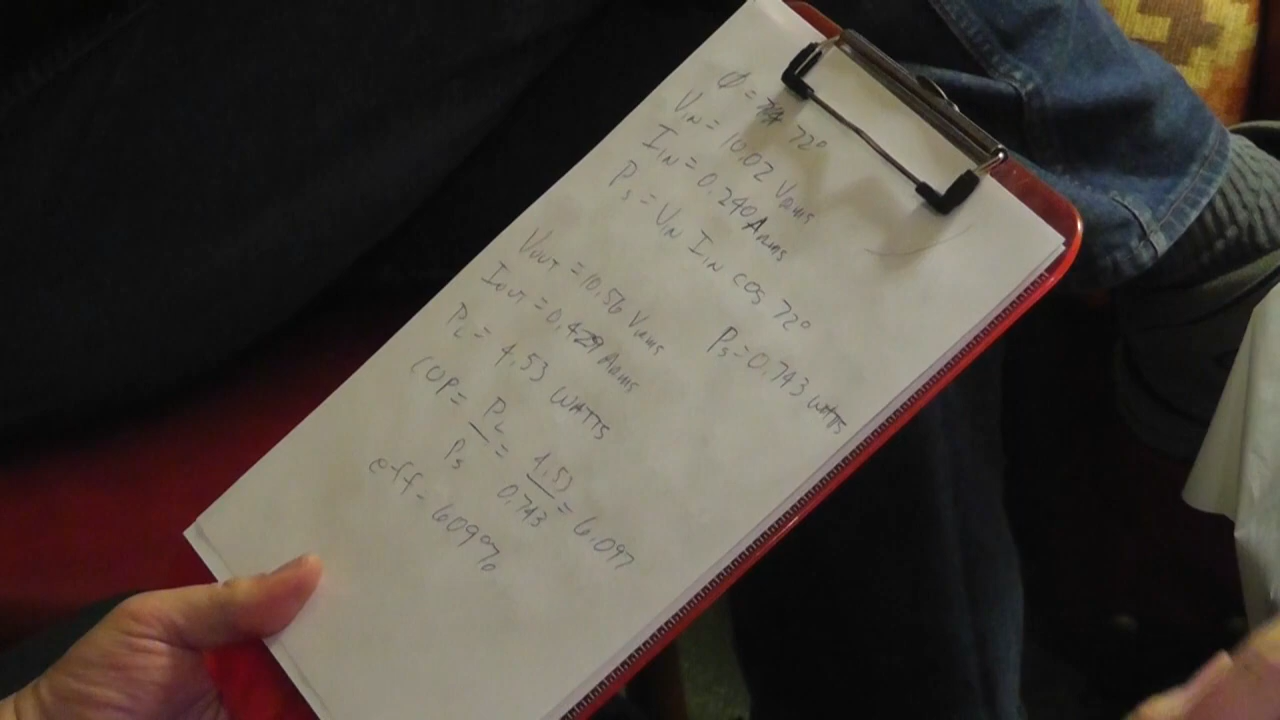 Φ = 72°
VIN = 10.02 VRMS
IIN = 0.240 ARMS
PS = VIN IIN cos 72°
PS = 0.743 WATTS
VOUT = 10.56 VRMS
IOUT = 0.429 ARMS
PL = 4.53 WATTS
COP = PL / PS = 4.53 / 0.743 = 6.097
eff = 609%